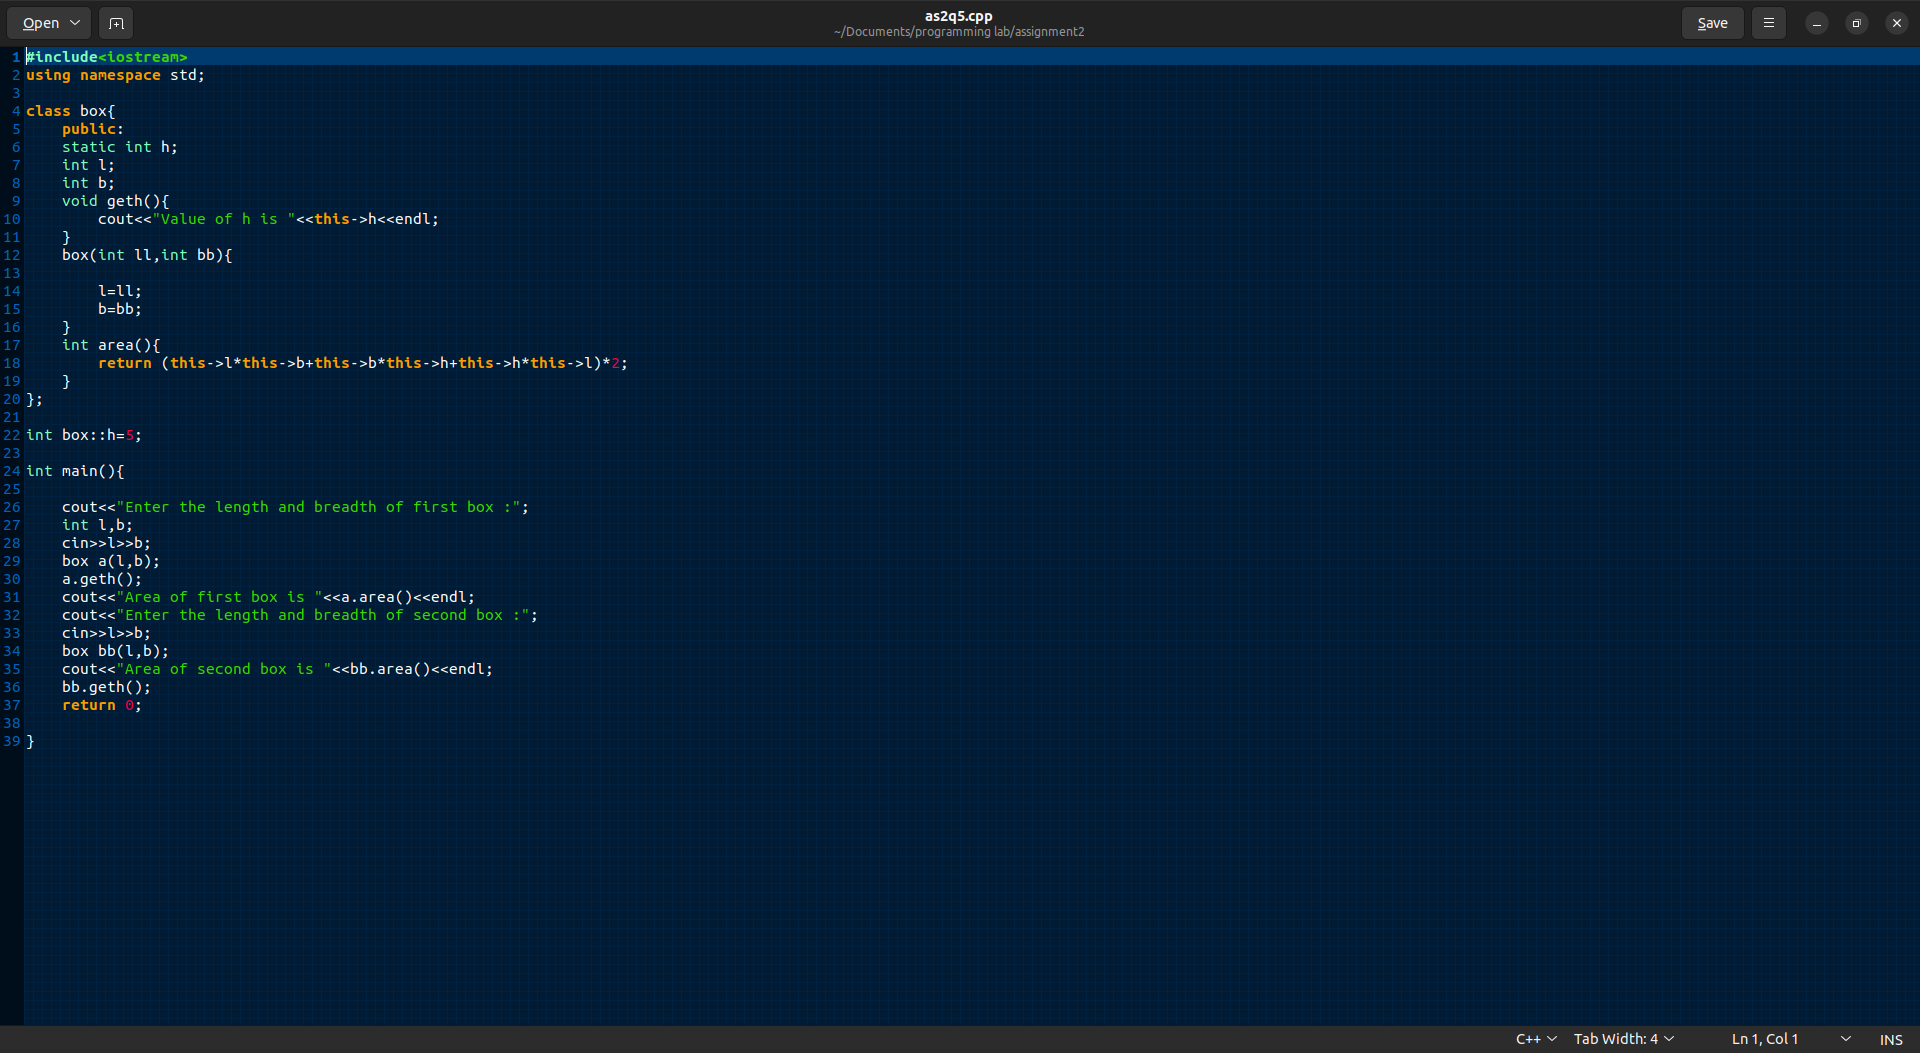 Open
as2q5.cpp
~/Documents/programming lab/assignment2
Save
1 #include<iostream>
2 using namespace std;
3
4 class box{
5     public:
6     static int h;
7     int l;
8     int b;
9     void geth(){
10         cout<<"Value of h is "<<this->h<<endl;
11     }
12     box(int ll,int bb){
13
14         l=ll;
15         b=bb;
16     }
17     int area(){
18         return (this->l*this->b+this->b*this->h+this->h*this->l)*2;
19     }
20 };
21
22 int box::h=5;
23
24 int main(){
25
26     cout<<"Enter the length and breadth of first box :";
27     int l,b;
28     cin>>l>>b;
29     box a(l,b);
30     a.geth();
31     cout<<"Area of first box is "<<a.area()<<endl;
32     cout<<"Enter the length and breadth of second box :";
33     cin>>l>>b;
34     box bb(l,b);
35     cout<<"Area of second box is "<<bb.area()<<endl;
36     bb.geth();
37     return 0;
38
39 }
C++ Tab Width: 4 Ln 1, Col 1 INS